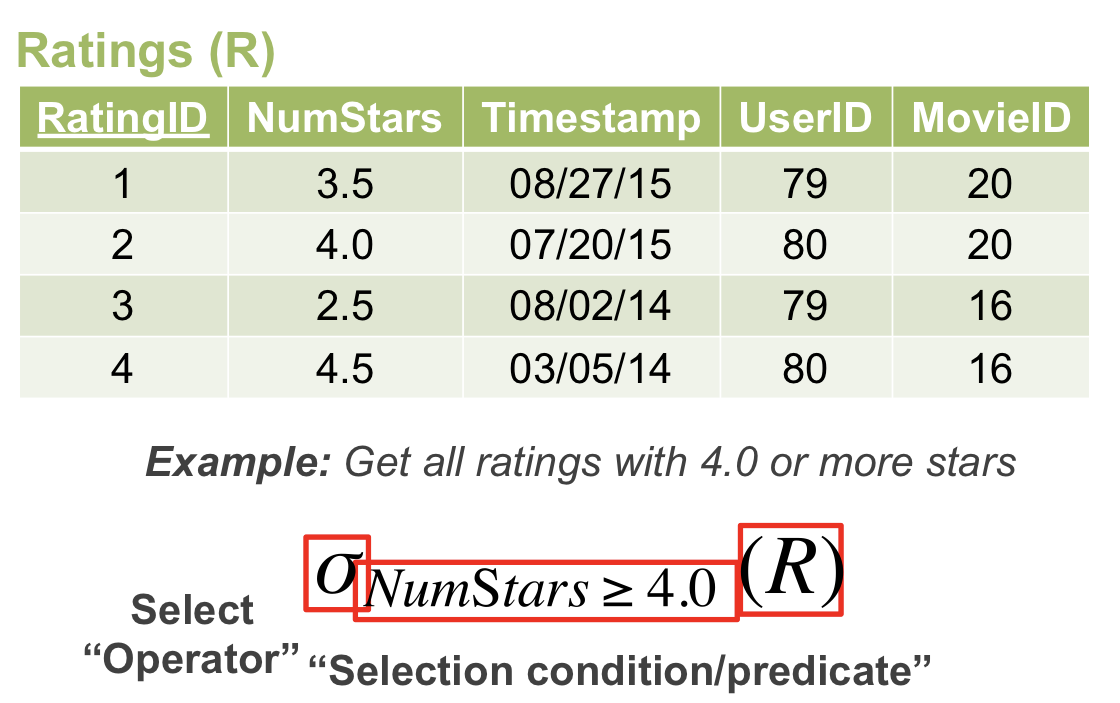 Ratings (R)
RatingID NumStars Timestamp UserID MovieID
1 3.5 08/27/15 79 20
2 4.0 07/20/15 80 20
3 2.5 08/02/14 79 16
4 4.5 03/05/14 80 16
Example: Get all ratings with 4.0 or more stars
σ NumStars ≥ 4.0 (R)
Select
“Operator”
“Selection condition/predicate”